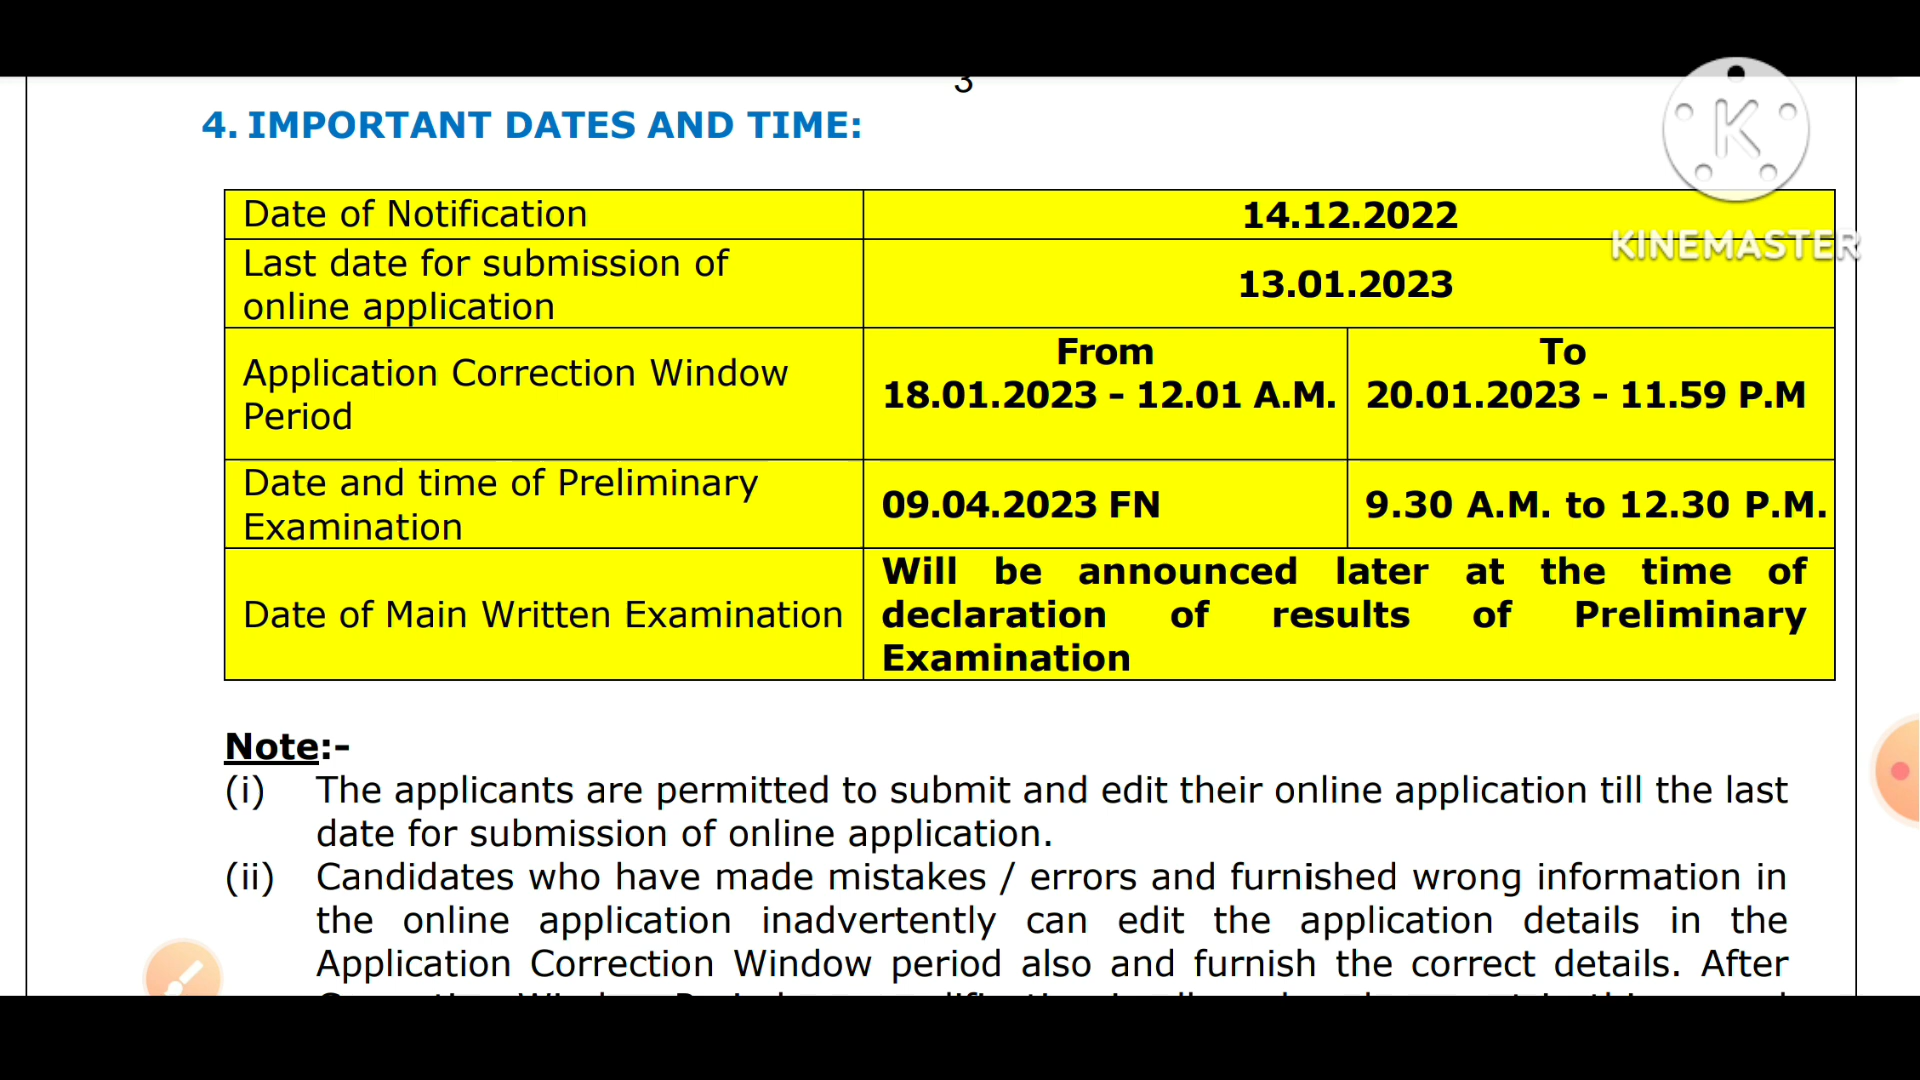 3
4. IMPORTANT DATES AND TIME:
K
KINEMASTER
Date of Notification 14.12.2022
Last date for submission of
online application 13.01.2023
Application Correction Window
Period
From To
18.01.2023 - 12.01 A.M. 20.01.2023 - 11.59 P.M
Date and time of Preliminary
Examination 09.04.2023 FN 9.30 A.M. to 12.30 P.M.
Date of Main Written Examination
Will be announced later at the time of
declaration of results of Preliminary
Examination
Note:-
(i) The applicants are permitted to submit and edit their online application till the last
date for submission of online application.
(ii) Candidates who have made mistakes / errors and furnished wrong information in
the online application inadvertently can edit the application details in the
Application Correction Window period also and furnish the correct details. After